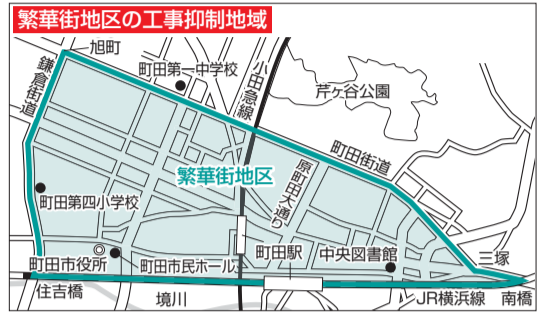 繁華街地区の工事抑制地域
旭町
鎌倉街道
町田第一中学校
小田急線
芹ヶ谷公園
町田街道
繁華街地区
原町田大通り
町田第四小学校
町田市役所
町田市民ホール
町田駅
中央図書館
三塚
住吉橋
境川
JR横浜線
南橋